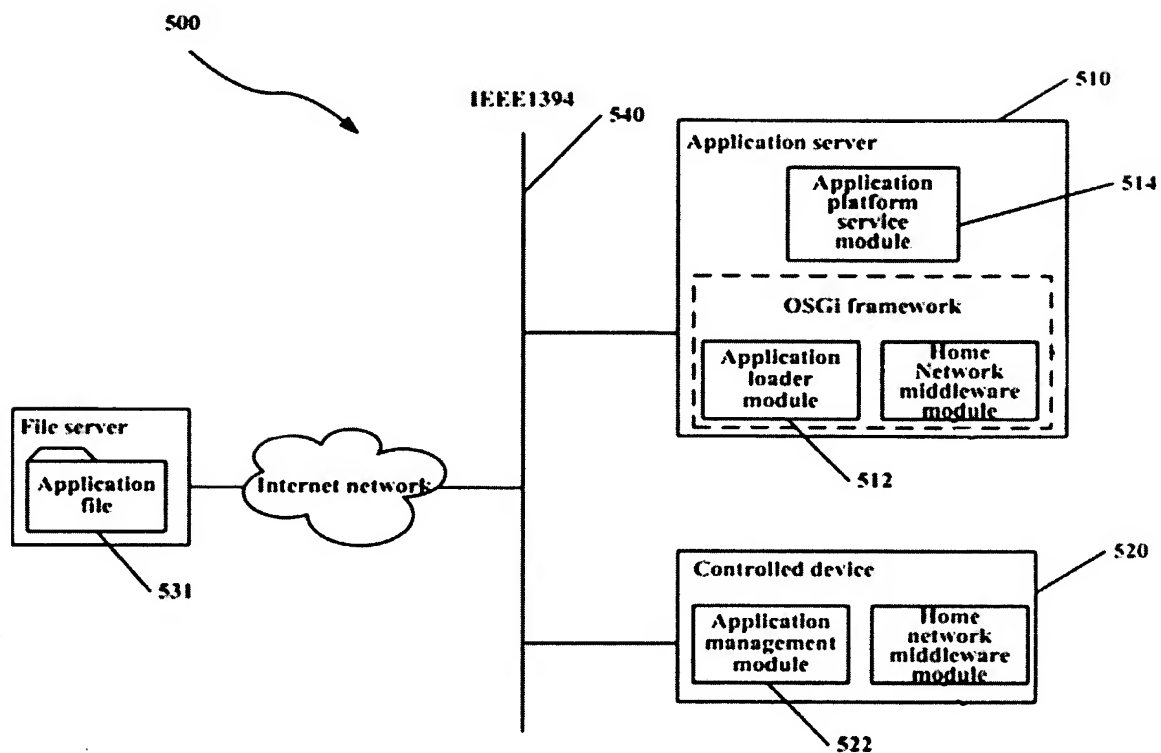 500
IEEE1394
540
510
Application server
Application
platform
service
module
514
OSGi framework
Application
loader
module
Home
Network
middleware
module
512
File server
Application
file
531
Internet network
520
Controlled device
Application
management
module
Home
network
middleware
module
522